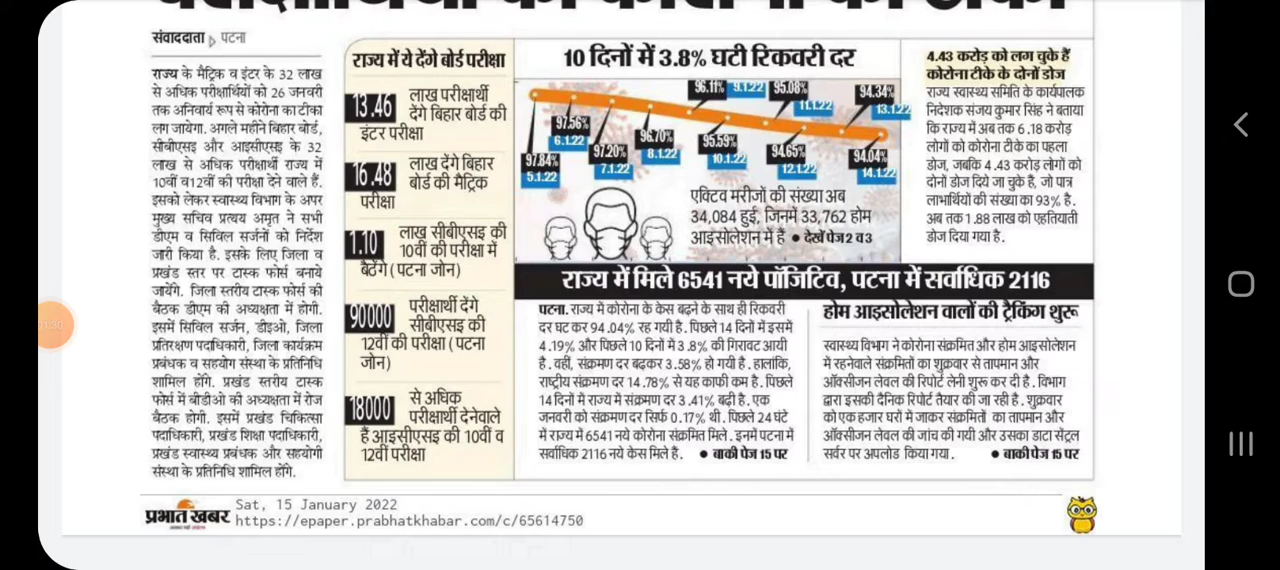 संवाददाता ▷ पटना
राज्य के मैट्रिक व इंटर के 32 लाख
से अधिक परीक्षार्थियों को 26 जनवरी
तक अनिवार्य रूप से कोरोना का टीका
लग जायेगा. अगले महीने बिहार बोर्ड,
सीबीएसइ और आइसीएसइ के 32
लाख से अधिक परीक्षार्थी राज्य में
10वीं व12वीं की परीक्षा देने वाले हैं.
इसको लेकर स्वास्थ्य विभाग के अपर
मुख्य सचिव प्रत्यय अमृत ने सभी
डीएम व सिविल सर्जनों को निर्देश
जारी किया है. इसके लिए जिला व
प्रखंड स्तर पर टास्क फोर्स बनाये
जायेंगे. जिला स्तरीय टास्क फोर्स की
बैठक डीएम की अध्यक्षता में होगी.
इसमें सिविल सर्जन, डीइओ, जिला
प्रतिरक्षण पदाधिकारी, जिला कार्यक्रम
प्रबंधक व सहयोग संस्था के प्रतिनिधि
शामिल होंगे. प्रखंड स्तरीय टास्क
फोर्स में बीडीओ की अध्यक्षता में रोज
बैठक होगी. इसमें प्रखंड चिकित्सा
पदाधिकारी, प्रखंड शिक्षा पदाधिकारी,
प्रखंड स्वास्थ्य प्रबंधक और सहयोगी
संस्था के प्रतिनिधि शामिल होंगे.
राज्य में ये देंगे बोर्ड परीक्षा
13.46 लाख परीक्षार्थी
देंगे बिहार बोर्ड की
इंटर परीक्षा
16.48 लाख देंगे बिहार
बोर्ड की मैट्रिक
परीक्षा
1.10 लाख सीबीएसइ की
10वीं की परीक्षा में
बैठेंगे ( पटना जोन)
90000 परीक्षार्थी देंगे
सीबीएसइ की
12वीं की परीक्षा ( पटना
जोन)
18000 से अधिक
परीक्षार्थी देनेवाले
हैं आइसीएसइ की 10वीं व
12वीं परीक्षा
10 दिनों में 3.8% घटी रिकवरी दर
97.84% 5.1.22
97.56% 6.1.22
97.20% 7.1.22
96.70% 8.1.22
96.11% 9.1.22
95.59% 10.1.22
95.08% 11.1.22
94.65% 12.1.22
94.34% 13.1.22
94.04% 14.1.22
एक्टिव मरीजों की संख्या अब
34,084 हुई, जिनमें 33,762 होम
आइसोलेशन में हैं ● देखें पेज 2 व 3
4.43 करोड़ को लग चुके हैं
कोरोना टीके के दोनों डोज
राज्य स्वास्थ्य समिति के कार्यपालक
निदेशक संजय कुमार सिंह ने बताया
कि राज्य में अब तक 6.18 करोड़
लोगों को कोरोना टीके का पहला
डोज, जबकि 4.43 करोड़ लोगों को
दोनों डोज दिये जा चुके है, जो पात्र
लाभार्थियों की संख्या का 93% है.
अब तक 1.88 लाख को एहतियाती
डोज दिया गया है.
राज्य में मिले 6541 नये पॉजिटिव, पटना में सर्वाधिक 2116
पटना. राज्य में कोरोना के केस बढ़ने के साथ ही रिकवरी
दर घट कर 94.04% रह गयी है. पिछले 14 दिनों में इसमें
4.19% और पिछले 10 दिनों में 3.8% की गिरावट आयी
है. वहीं, संक्रमण दर बढ़कर 3.58% हो गयी है. हालांकि,
राष्ट्रीय संक्रमण दर 14.78% से यह काफी कम है. पिछले
14 दिनों में राज्य में संक्रमण दर 3.41% बढ़ी है. एक
जनवरी को संक्रमण दर सिर्फ 0.17% थी. पिछले 24 घंटे
में राज्य में 6541 नये कोरोना संक्रमित मिले. इनमें पटना में
सर्वाधिक 2116 नये केस मिले हैं. ● बाकी पेज 15 पर
होम आइसोलेशन वालों की ट्रैकिंग शुरू
स्वास्थ्य विभाग ने कोरोना संक्रमित और होम आइसोलेशन
में रहनेवाले संक्रमितों का शुक्रवार से तापमान और
ऑक्सीजन लेवल की रिपोर्ट लेनी शुरू कर दी है. विभाग
द्वारा इसकी दैनिक रिपोर्ट तैयार की जा रही है. शुक्रवार
को एक हजार घरों में जाकर संक्रमितों का तापमान और
ऑक्सीजन लेवल की जांच की गयी और उसका डाटा सेंट्रल
सर्वर पर अपलोड किया गया. ● बाकी पेज 15 पर
प्रभात खबर
Sat, 15 January 2022
https://epaper.prabhatkhabar.com/c/65614750
01:30